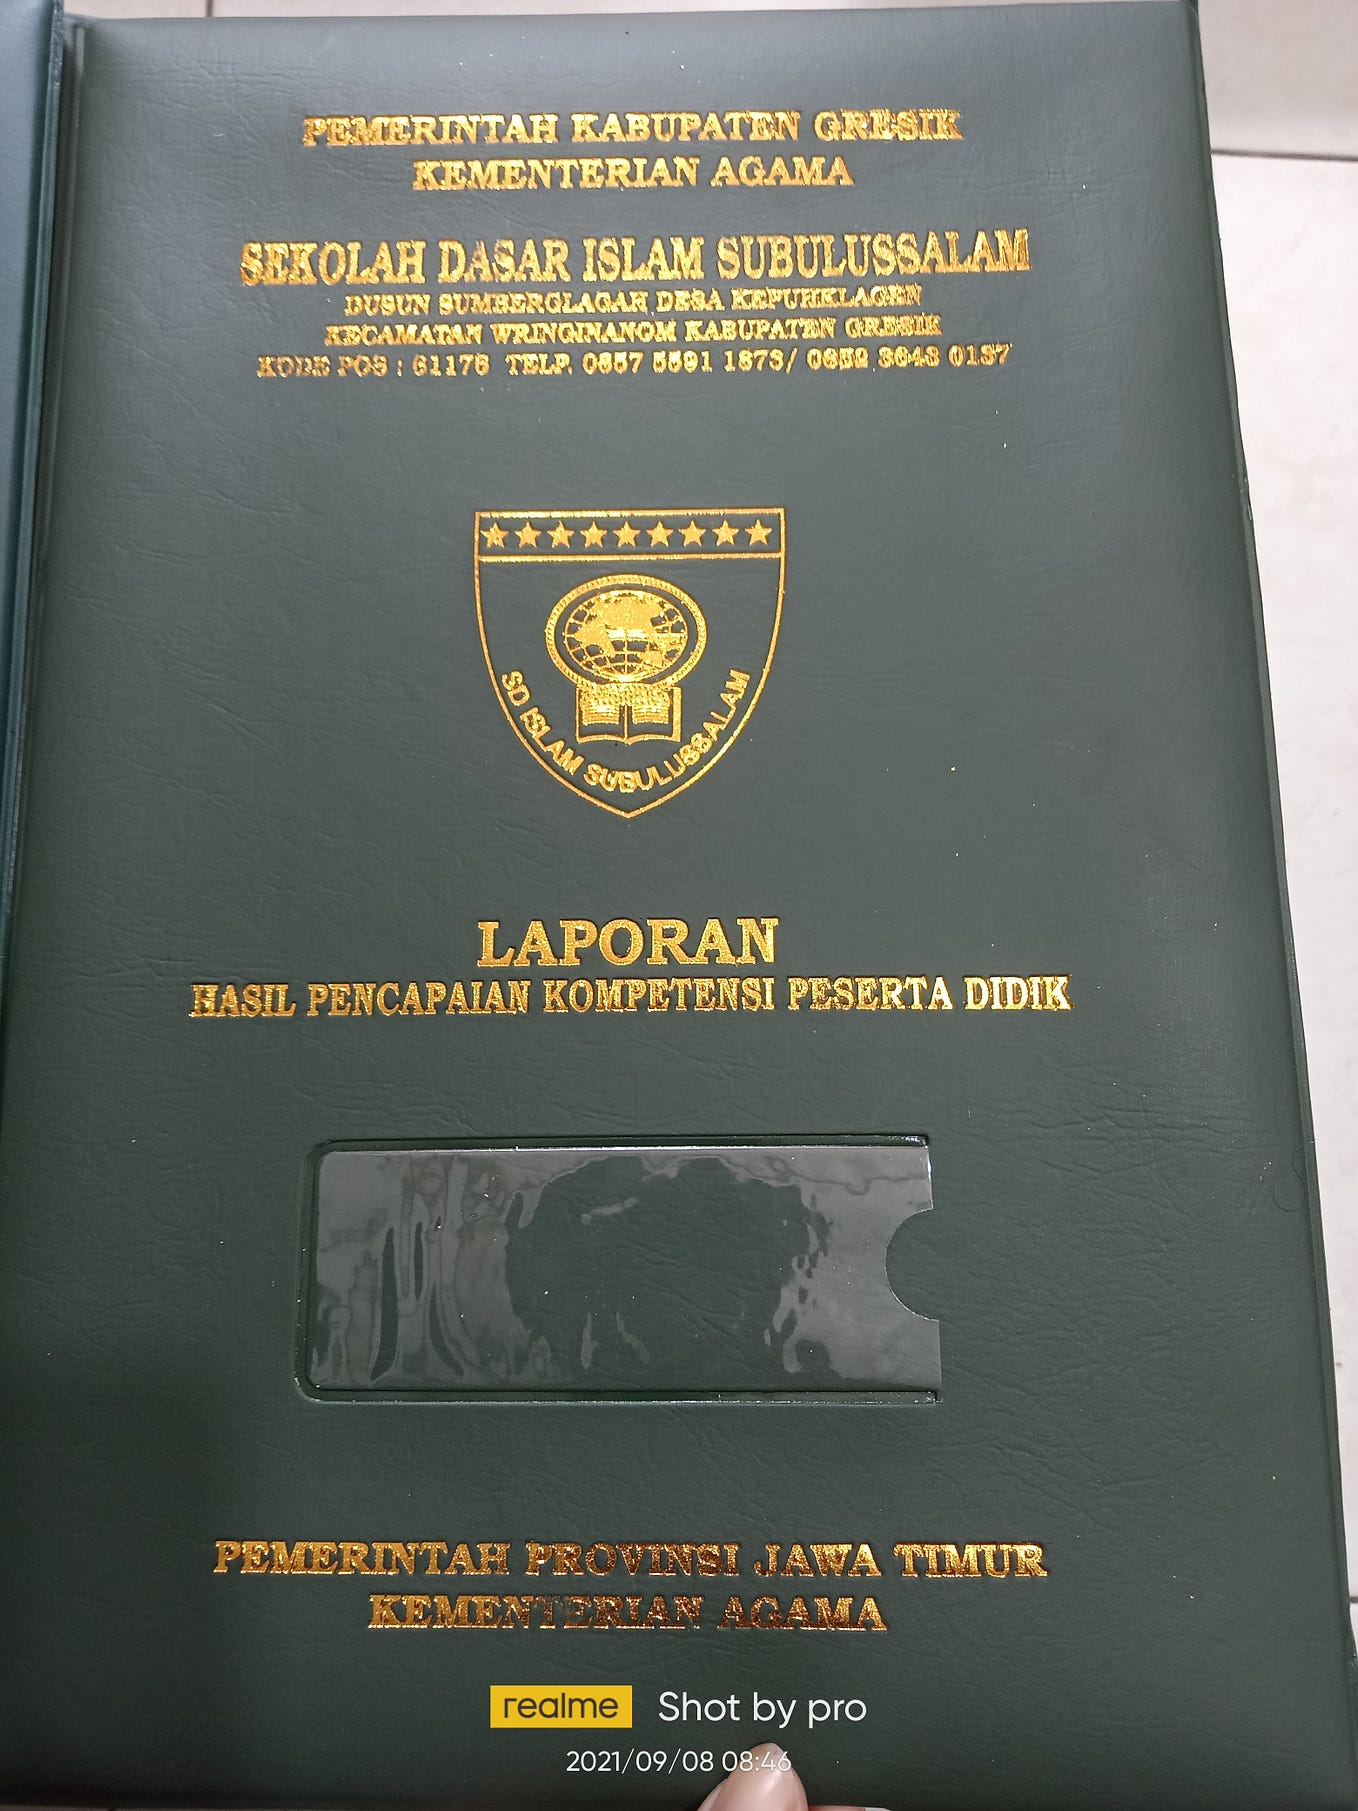 PEMERINTAH KABUPATEN GRESIK
KEMENTERIAN AGAMA
SEKOLAH DASAR ISLAM SUBULUSSALAM
DUSUN SUMBERGLAGAH DESA KEPUHKLAGEN
KECAMATAN WRINGINANOM KABUPATEN GRESIK
KODE POS : 61176 TELP. 0857 5591 1873/ 0852 3643 0137
SD ISLAM SUBULUSSALAM
LAPORAN
HASIL PENCAPAIAN KOMPETENSI PESERTA DIDIK
PEMERINTAH PROVINSI JAWA TIMUR
KEMENTERIAN AGAMA
realme Shot by pro
2021/09/08 08:46